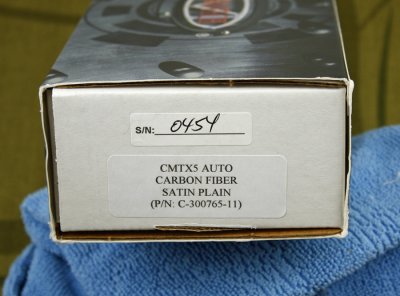 S/N: 0454
CMTX5 AUTO
CARBON FIBER
SATIN PLAIN
(P/N: C-300765-11)